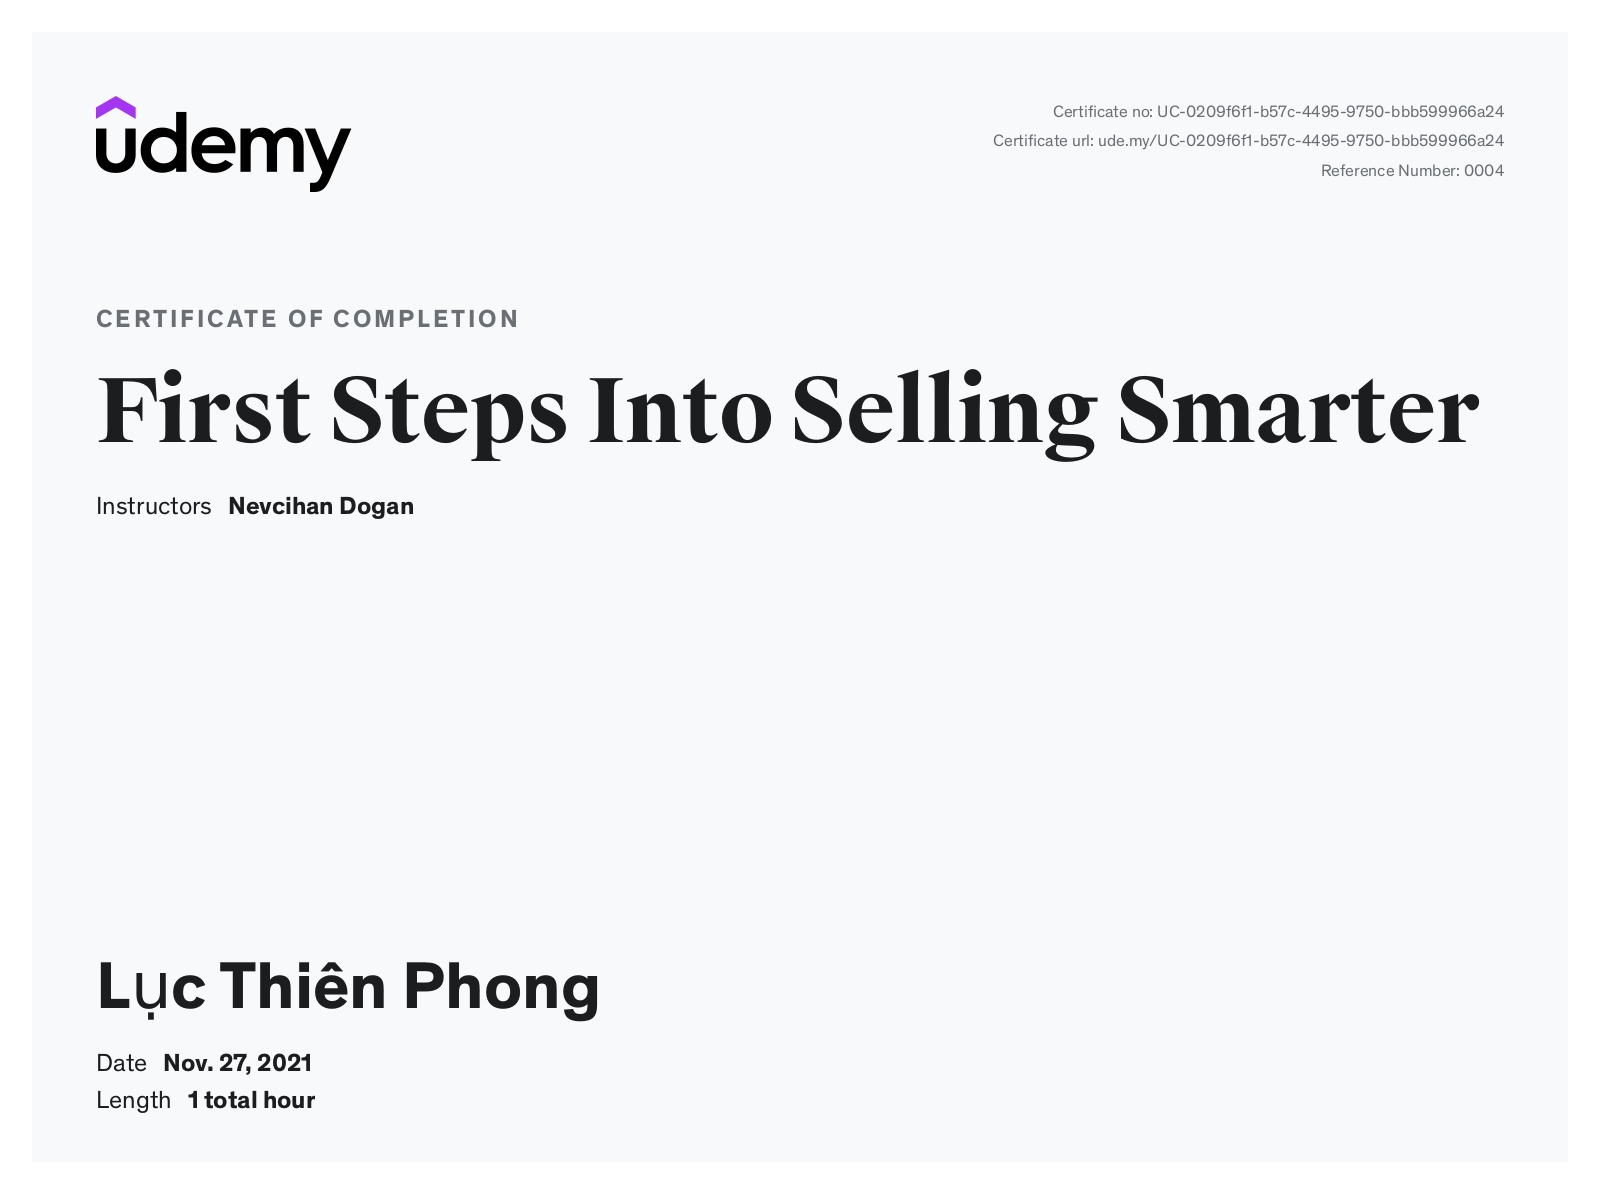 udemy
Certificate no: UC-0209f6f1-b57c-4495-9750-bbb599966a24
Certificate url: ude.my/UC-0209f6f1-b57c-4495-9750-bbb599966a24
Reference Number: 0004
CERTIFICATE OF COMPLETION
First Steps Into Selling Smarter
Instructors Nevcihan Dogan
Lục Thiên Phong
Date Nov. 27, 2021
Length 1 total hour